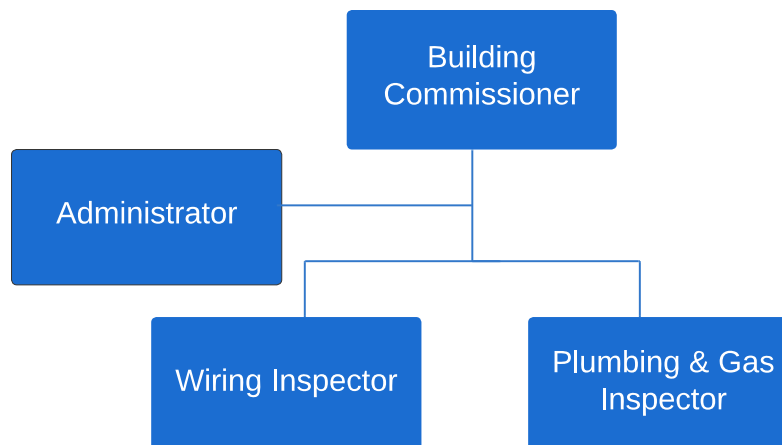 Building
Commissioner
Administrator
Wiring Inspector
Plumbing & Gas
Inspector